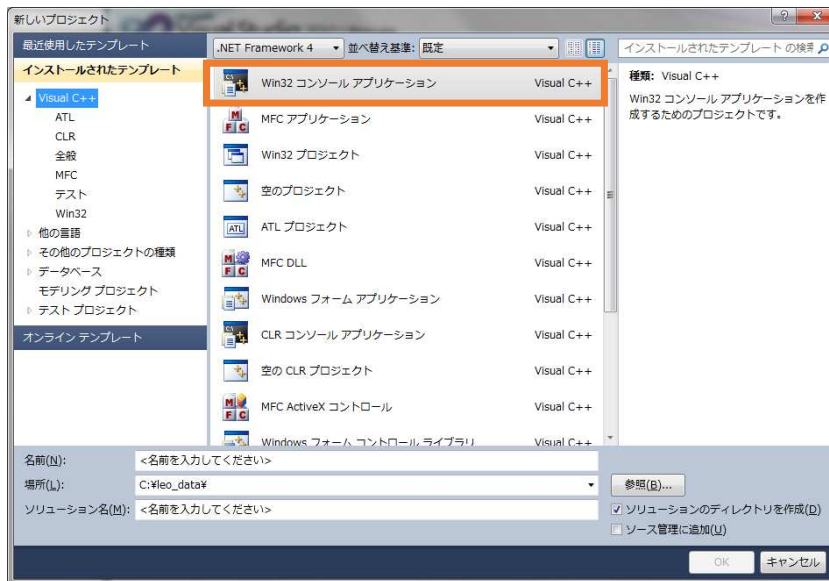 新しいプロジェクト
最近使用したテンプレート
.NET Framework 4
並べ替え基準:
既定
インストールされたテンプレート の検索
インストールされたテンプレート
Visual C++
ATL
CLR
全般
MFC
テスト
Win32
他の言語
その他のプロジェクトの種類
データベース
モデリング プロジェクト
テスト プロジェクト
オンライン テンプレート
Win32 コンソール アプリケーション Visual C++
MFC アプリケーション Visual C++
Win32 プロジェクト Visual C++
空のプロジェクト Visual C++
ATL プロジェクト Visual C++
MFC DLL Visual C++
Windows フォーム アプリケーション Visual C++
CLR コンソール アプリケーション Visual C++
空の CLR プロジェクト Visual C++
MFC ActiveX コントロール Visual C++
Windows フォーム コントロール ライブラリ Visual C++
種類: Visual C++
Win32 コンソール アプリケーションを作
成するためのプロジェクトです。
名前(N): <名前を入力してください>
場所(L): C:¥leo_data¥
参照(B)...
ソリューション名(M): <名前を入力してください>
ソリューションのディレクトリを作成(D)
ソース管理に追加(U)
OK
キャンセル